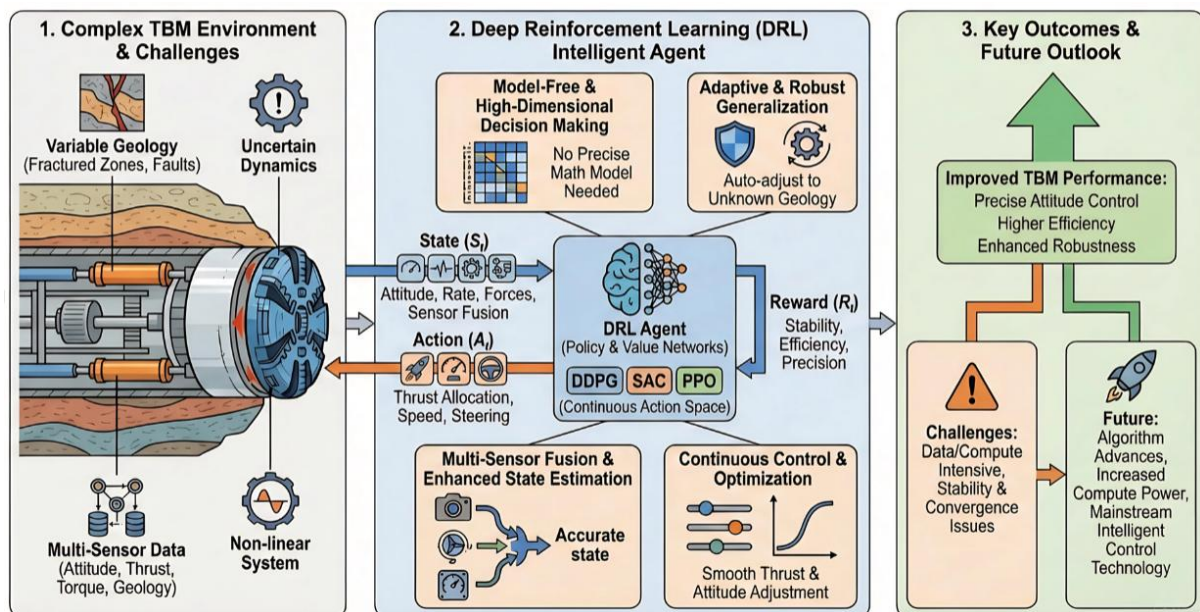 1. Complex TBM Environment
& Challenges
Variable Geology
(Fractured Zones, Faults)
Uncertain
Dynamics
Multi-Sensor Data
(Attitude, Thrust,
Torque, Geology)
Non-linear
System
2. Deep Reinforcement Learning (DRL)
Intelligent Agent
Model-Free &
High-Dimensional
Decision Making
No Precise
Math Model
Needed
Adaptive & Robust
Generalization
Auto-adjust to
Unknown Geology
State (Sₜ)
Attitude, Rate, Forces,
Sensor Fusion
Action (Aₜ)
Thrust Allocation,
Speed, Steering
DRL Agent
(Policy & Value Networks)
DDPG SAC PPO
(Continuous Action Space)
Reward (Rₜ)
Stability,
Efficiency,
Precision
Multi-Sensor Fusion &
Enhanced State Estimation
Accurate
state
Continuous Control &
Optimization
Smooth Thrust &
Attitude Adjustment
3. Key Outcomes &
Future Outlook
Improved TBM Performance:
Precise Attitude Control
Higher Efficiency
Enhanced Robustness
Challenges:
Data/Compute
Intensive,
Stability &
Convergence
Issues
Future:
Algorithm
Advances,
Increased
Compute Power,
Mainstream
Intelligent
Control
Technology